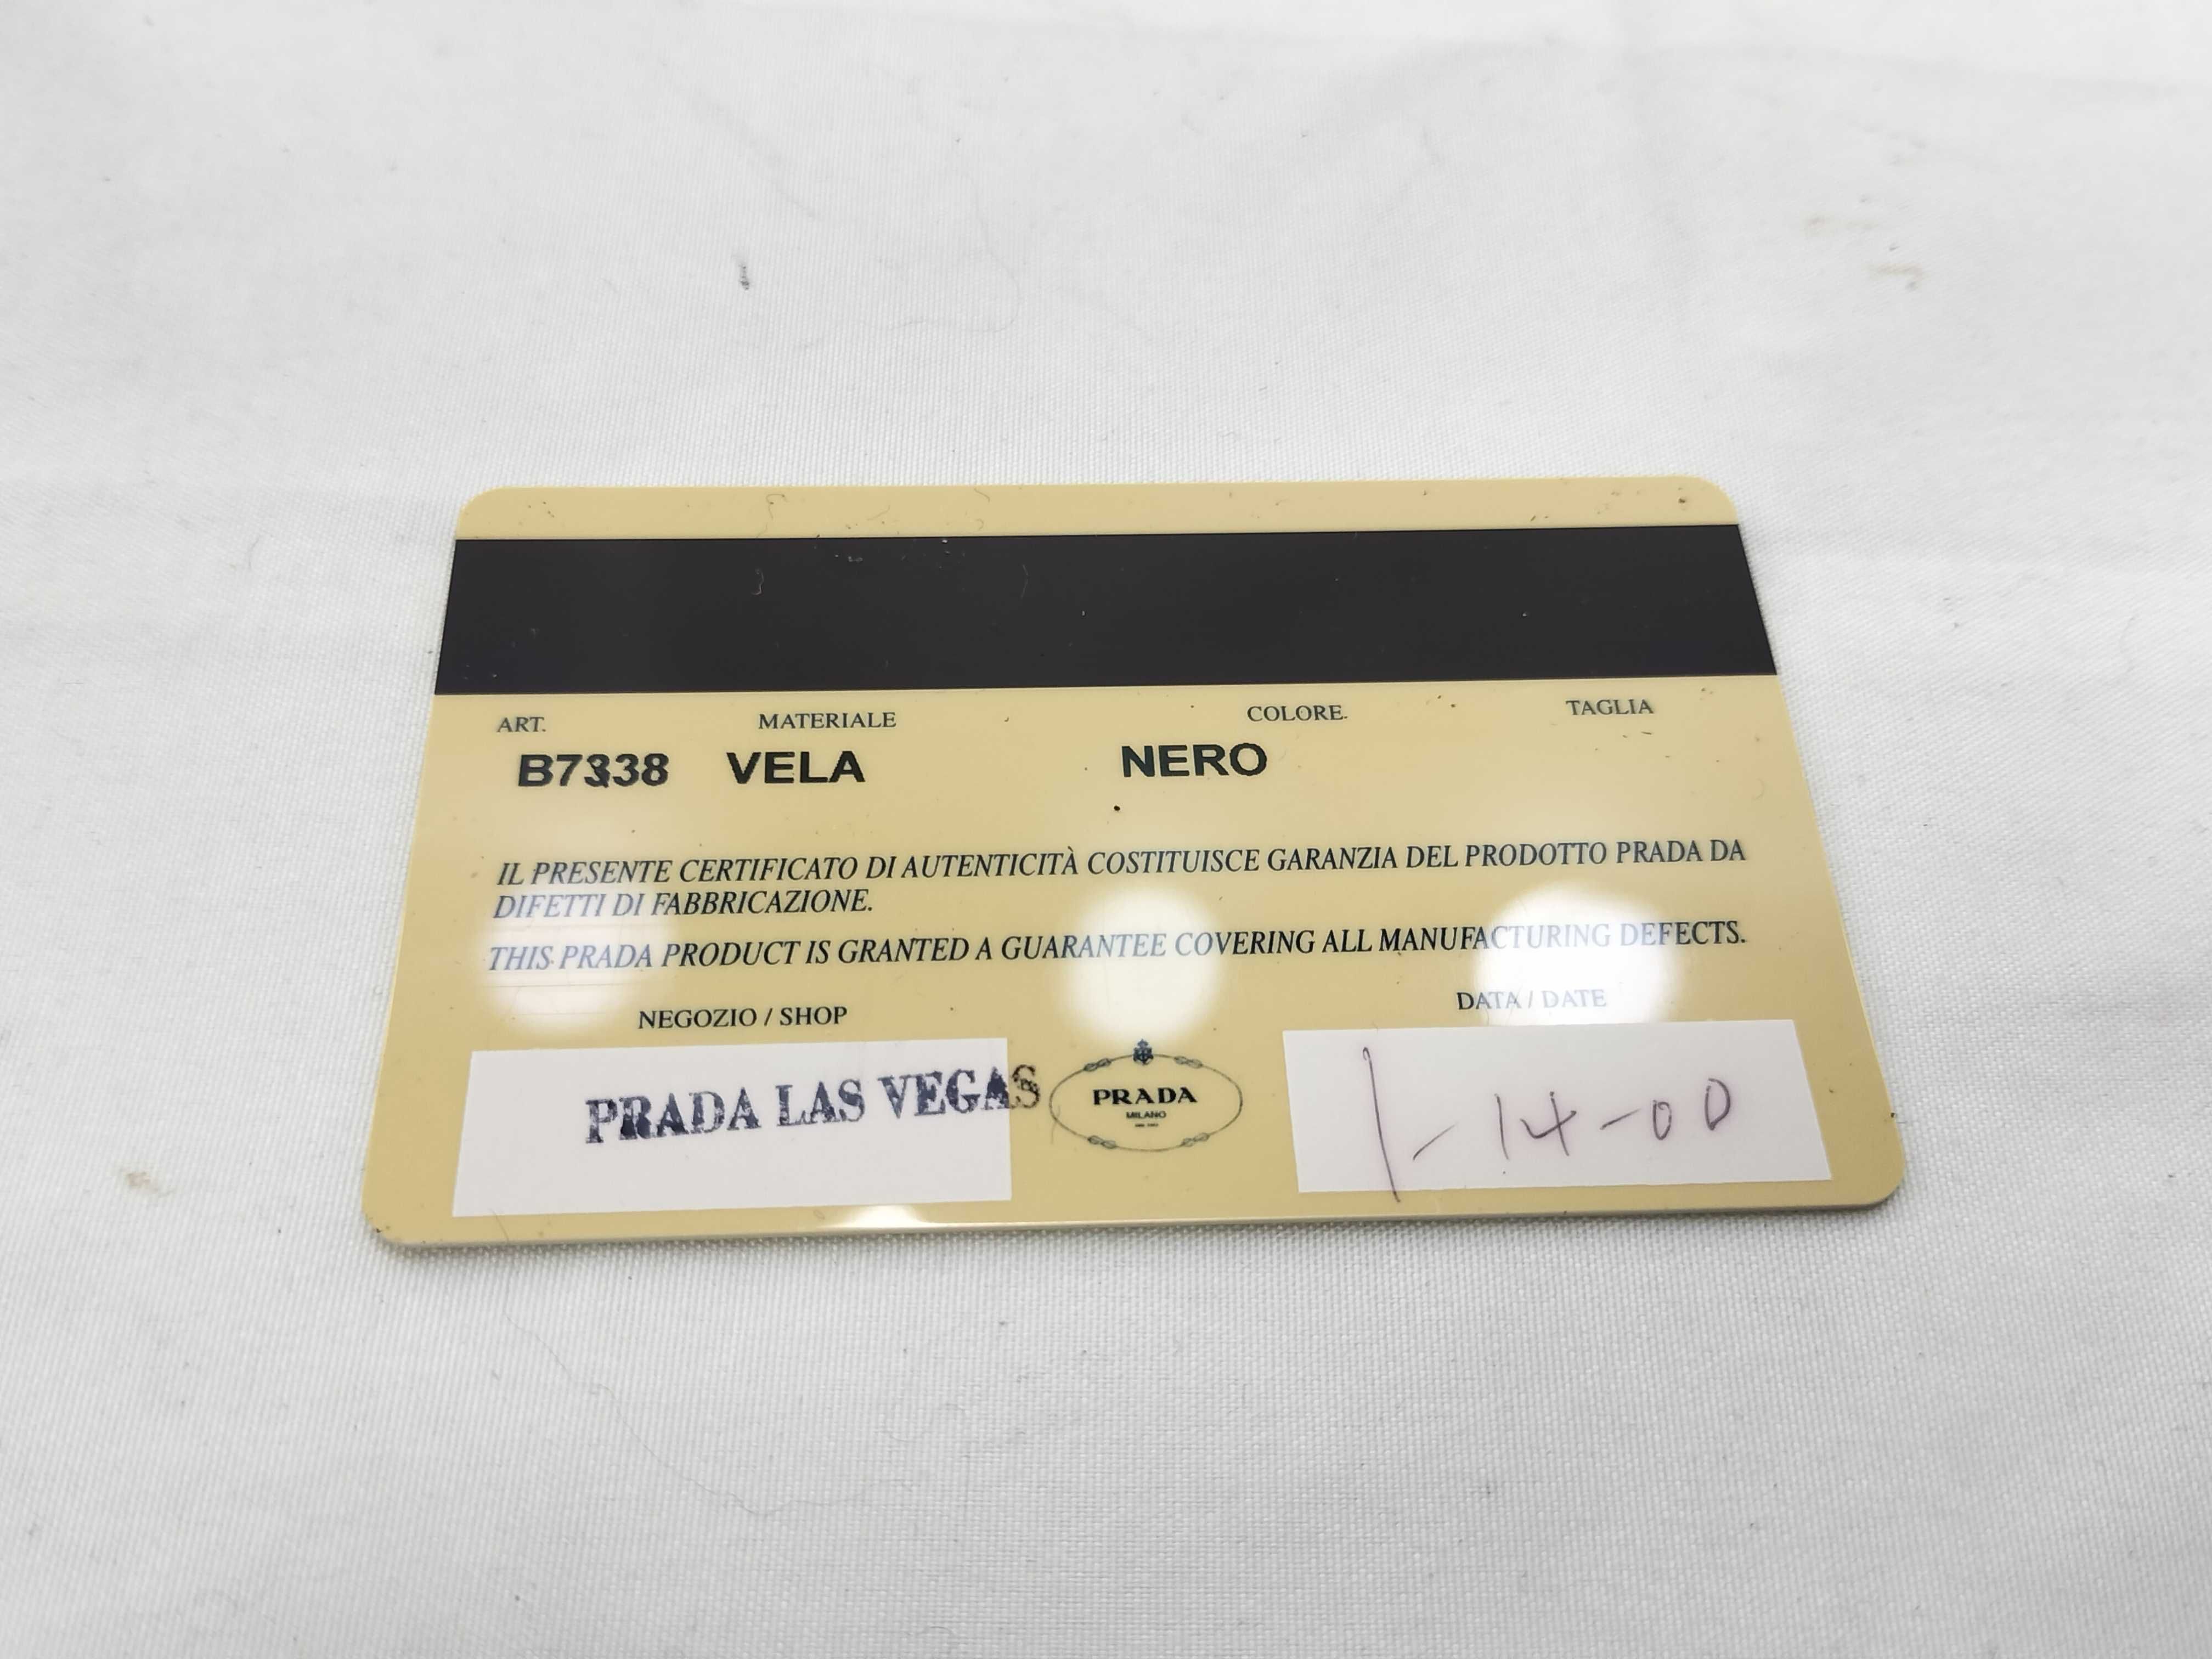 ART. MATERIALE COLORE. TAGLIA
B7338 VELA NERO
IL PRESENTE CERTIFICATO DI AUTENTICITÀ COSTITUISCE GARANZIA DEL PRODOTTO PRADA DA
DIFETTI DI FABBRICAZIONE.
THIS PRADA PRODUCT IS GRANTED A GUARANTEE COVERING ALL MANUFACTURING DEFECTS.
NEGOZIO / SHOP DATA / DATE
PRADA LAS VEGAS
PRADA
MILANO
1-14-00